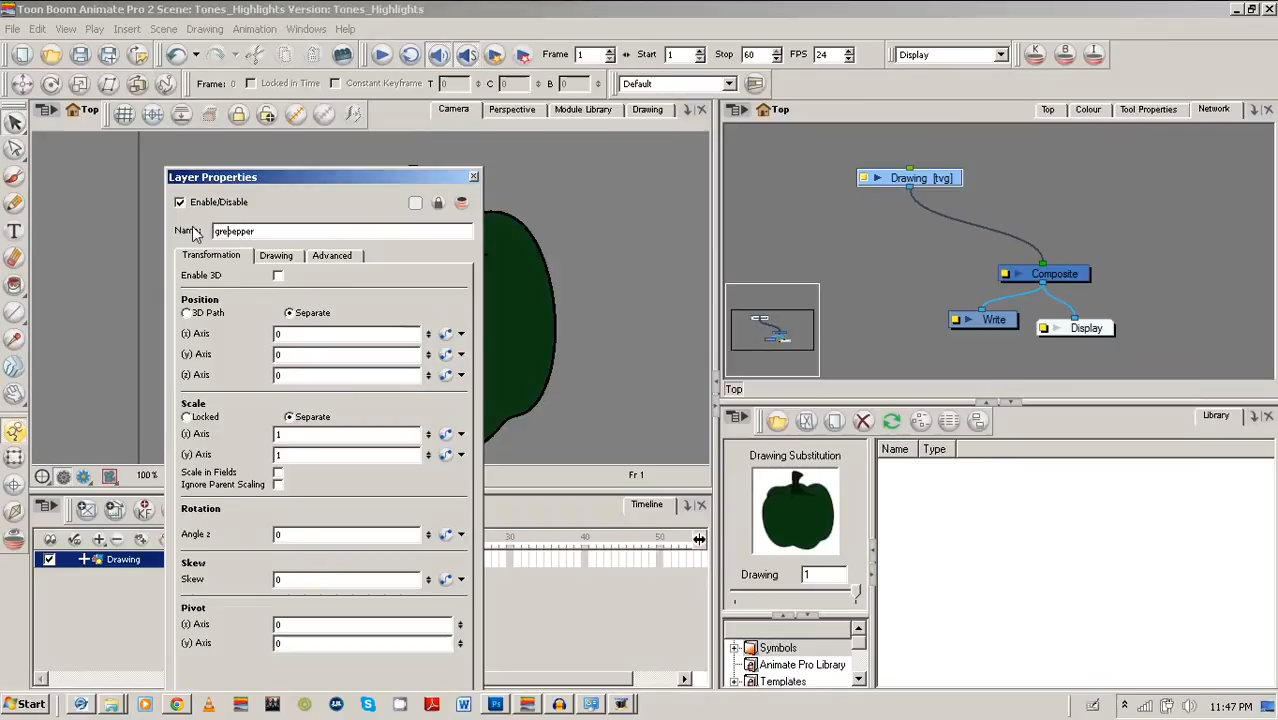 Toon Boom Animate Pro 2 Scene: Tones_Highlights Version: Tones_Highlights
File Edit View Play Insert Scene Drawing Animation Windows Help
Frame 1 Start 1 Stop 60 FPS 24 Display K B I
Frame: 0 Locked in Time Constant Keyframe T 0 C 0 B 0 Default
Top Camera Perspective Module Library Drawing
Top Top Colour Tool Properties Network
Layer Properties
Enable/Disable
Name: grepepper
Transformation Drawing Advanced
Enable 3D
Position
3D Path Separate
(x) Axis 0
(y) Axis 0
(z) Axis 0
Scale
Locked Separate
(x) Axis 1
(y) Axis 1
Scale in Fields
Ignore Parent Scaling
Rotation
Angle z 0
Skew
Skew 0
Pivot
(x) Axis 0
(y) Axis 0
Drawing [tvg]
Composite
Write
Display
Top
100% Fr 1
Timeline
30 40 50
Drawing
Library
Drawing Substitution
Drawing 1
Name Type
Symbols
Animate Pro Library
Templates
Start
11:47 PM